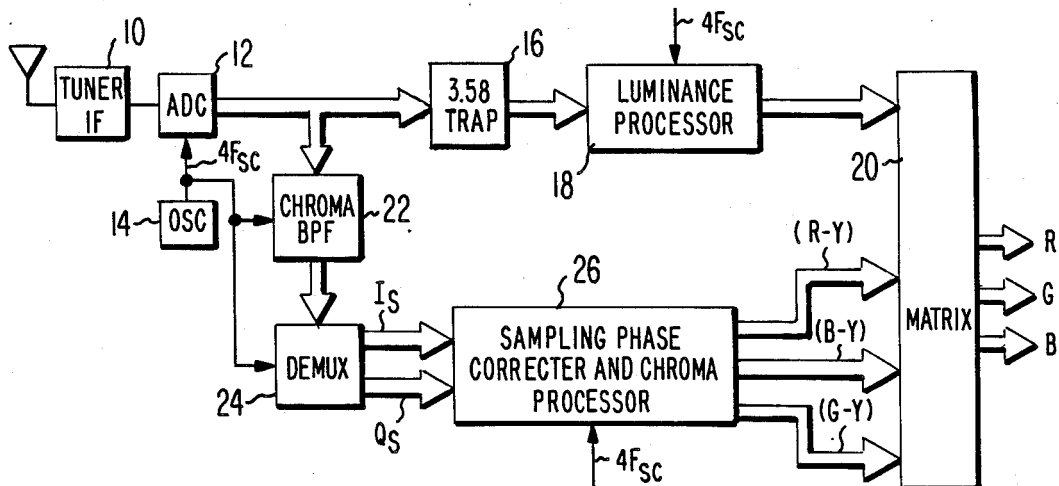 10
TUNER
IF
12
ADC
4FSC
14
OSC
16
3.58
TRAP
4FSC
LUMINANCE
PROCESSOR
18
20
CHROMA
BPF
22
DEMUX
24
IS
QS
26
SAMPLING PHASE
CORRECTER AND CHROMA
PROCESSOR
4FSC
(R-Y)
(B-Y)
(G-Y)
MATRIX
R
G
B